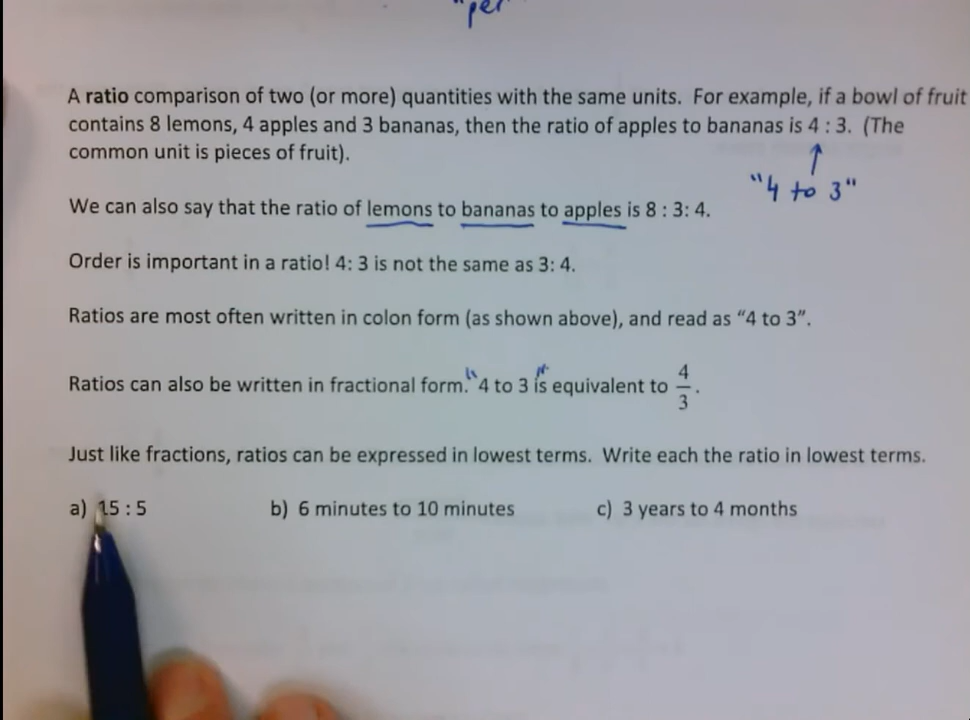 "per"
A ratio comparison of two (or more) quantities with the same units. For example, if a bowl of fruit
contains 8 lemons, 4 apples and 3 bananas, then the ratio of apples to bananas is 4 : 3. (The
common unit is pieces of fruit).
"4 to 3"
We can also say that the ratio of lemons to bananas to apples is 8 : 3: 4.
Order is important in a ratio! 4: 3 is not the same as 3: 4.
Ratios are most often written in colon form (as shown above), and read as “4 to 3”.
Ratios can also be written in fractional form. "4 to 3" is equivalent to 4/3.
Just like fractions, ratios can be expressed in lowest terms. Write each the ratio in lowest terms.
a) 15 : 5 b) 6 minutes to 10 minutes c) 3 years to 4 months